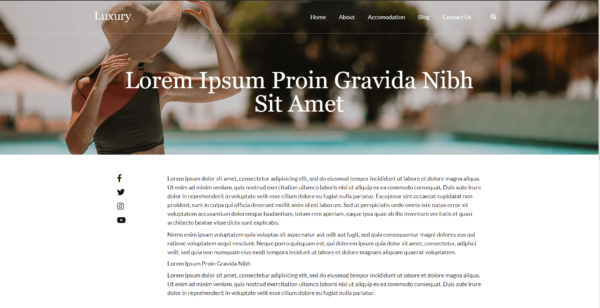 Luxury.
Home About Accomodation Blog Contact Us
Lorem Ipsum Proin Gravida Nibh
Sit Amet
Lorem ipsum dolor sit amet, consectetur adipisicing elit, sed do eiusmod tempor incididunt ut labore et dolore magna aliqua.
Ut enim ad minim veniam, quis nostrud exercitation ullamco laboris nisi ut aliquip ex ea commodo consequat. Duis aute irure
dolor in reprehenderit in voluptate velit esse cillum dolore eu fugiat nulla pariatur. Excepteur sint occaecat cupidatat non
proident, sunt in culpa qui officia deserunt mollit anim id est laborum. Sed ut perspiciatis unde omnis iste natus error sit
voluptatem accusantium doloremque laudantium, totam rem aperiam, eaque ipsa quae ab illo inventore veritatis et quasi
architecto beatae vitae dicta sunt explicabo.
Nemo enim ipsam voluptatem quia voluptas sit aspernatur aut odit aut fugit, sed quia consequuntur magni dolores eos qui
ratione voluptatem sequi nesciunt. Neque porro quisquam est, qui dolorem ipsum quia dolor sit amet, consectetur, adipisci
velit, sed quia non numquam eius modi tempora incidunt ut labore et dolore magnam aliquam quaerat voluptatem.
Lorem Ipsum Proin Gravida Nibh
Lorem ipsum dolor sit amet, consectetur adipisicing elit, sed do eiusmod tempor incididunt ut labore et dolore magna aliqua.
Ut enim ad minim veniam, quis nostrud exercitation ullamco laboris nisi ut aliquip ex ea commodo consequat. Duis aute irure
dolor in reprehenderit in voluptate velit esse cillum dolore eu fugiat nulla pariatur.